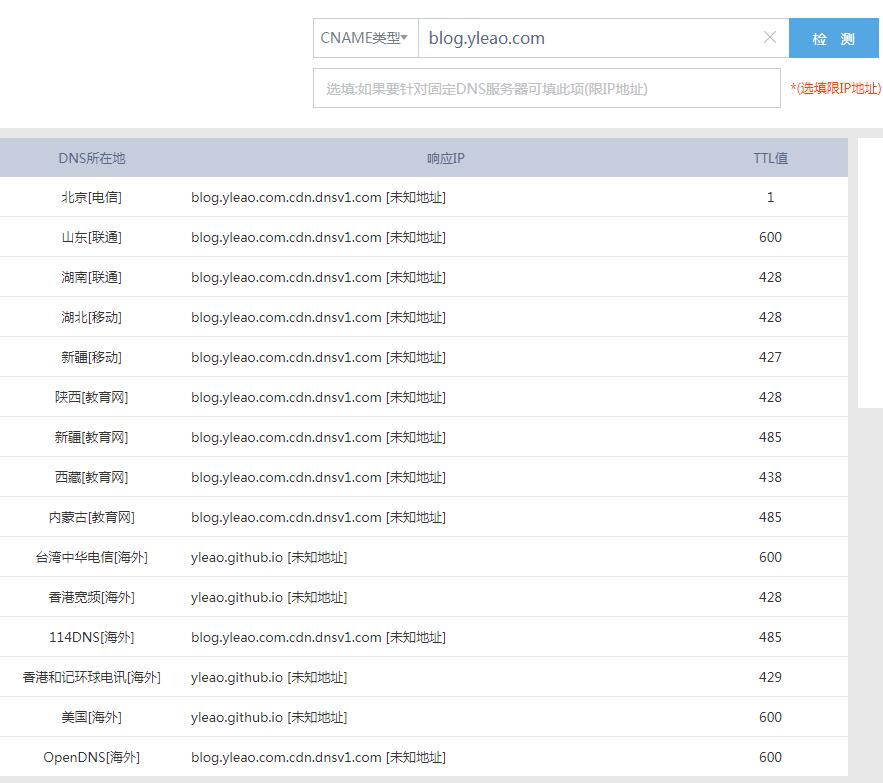 CNAME类型 blog.yleao.com 检 测
选填:如果要针对固定DNS服务器可填此项(限IP地址) *(选填限IP地址)
DNS所在地 响应IP TTL值
北京[电信] blog.yleao.com.cdn.dnsv1.com [未知地址] 1
山东[联通] blog.yleao.com.cdn.dnsv1.com [未知地址] 600
湖南[联通] blog.yleao.com.cdn.dnsv1.com [未知地址] 428
湖北[移动] blog.yleao.com.cdn.dnsv1.com [未知地址] 428
新疆[移动] blog.yleao.com.cdn.dnsv1.com [未知地址] 427
陕西[教育网] blog.yleao.com.cdn.dnsv1.com [未知地址] 428
新疆[教育网] blog.yleao.com.cdn.dnsv1.com [未知地址] 485
西藏[教育网] blog.yleao.com.cdn.dnsv1.com [未知地址] 438
内蒙古[教育网] blog.yleao.com.cdn.dnsv1.com [未知地址] 485
台湾中华电信[海外] yleao.github.io [未知地址] 600
香港宽频[海外] yleao.github.io [未知地址] 428
114DNS[海外] blog.yleao.com.cdn.dnsv1.com [未知地址] 485
香港和记环球电讯[海外] yleao.github.io [未知地址] 429
美国[海外] yleao.github.io [未知地址] 600
OpenDNS[海外] blog.yleao.com.cdn.dnsv1.com [未知地址] 600